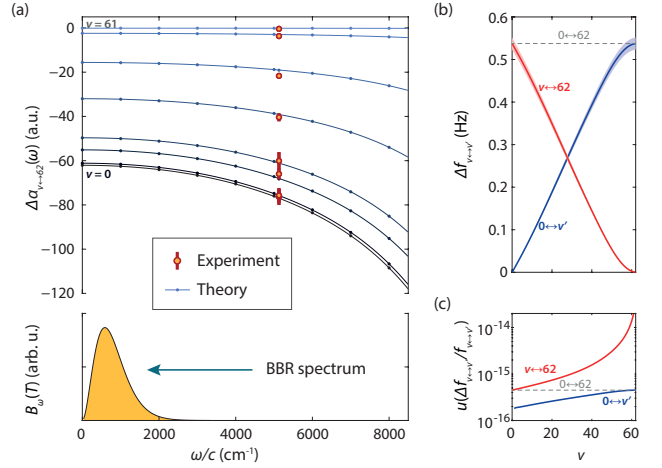 (a)
v = 61
0
−20
−40
−60
−80
−100
−120
Δα_{v↔62}(ω) (a.u.)
v = 0
Experiment
Theory
B_ω(T) (arb. u.)
BBR spectrum
0
2000
4000
6000
8000
ω/c (cm⁻¹)
(b)
0↔62
0.6
0.5
0.4
0.3
0.2
0.1
0
Δf_{v↔v'} (Hz)
v↔62
0↔v'
(c)
10⁻¹⁴
10⁻¹⁵
10⁻¹⁶
u(Δf_{v↔v'}/f_{v↔v'})
v↔62
0↔62
0↔v'
0
20
40
60
v